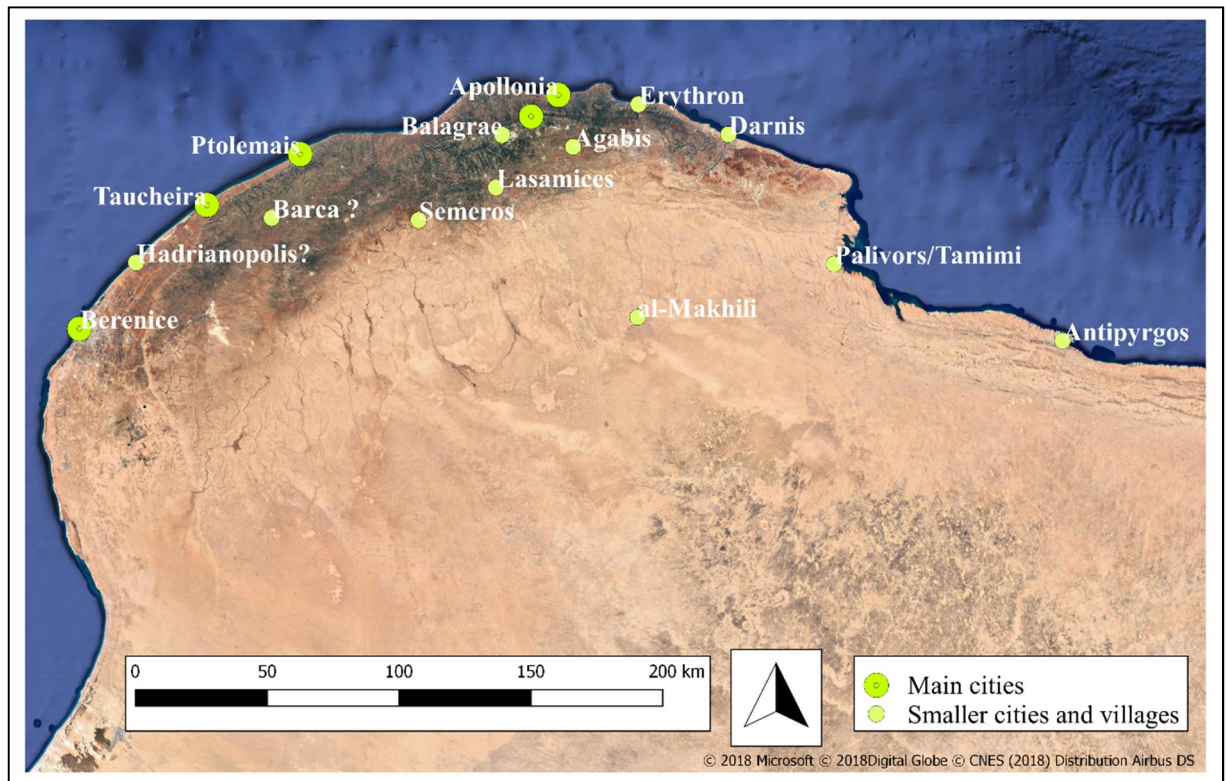 Apollonia
Erythron
Balagrae
Darnis
Ptolemais
Agabis
Lasamices
Taucheira
Barca ?
Semeros
Hadrianopolis?
Palivors/Tamimi
al-Makhili
Berenice
Antipyrgos
0 50 100 150 200 km
Main cities
Smaller cities and villages
© 2018 Microsoft © 2018Digital Globe © CNES (2018) Distribution Airbus DS